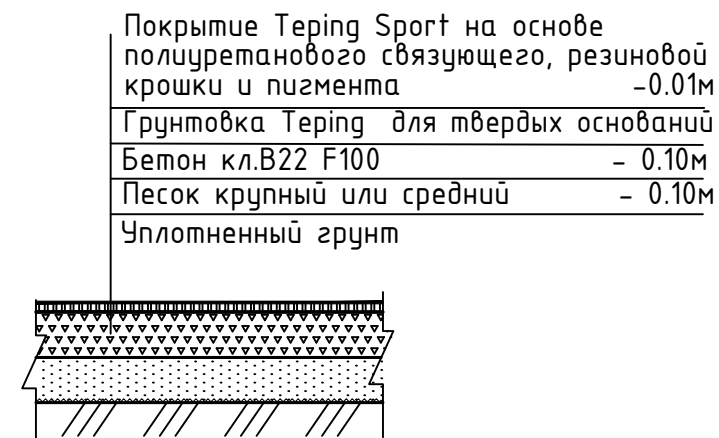 Покрытие Teping Sport на основе
полиуретанового связующего, резиновой
крошки и пигмента -0.01м
Грунтовка Teping для твердых оснований
Бетон кл.В22 F100 - 0.10м
Песок крупный или средний - 0.10м
Уплотненный грунт